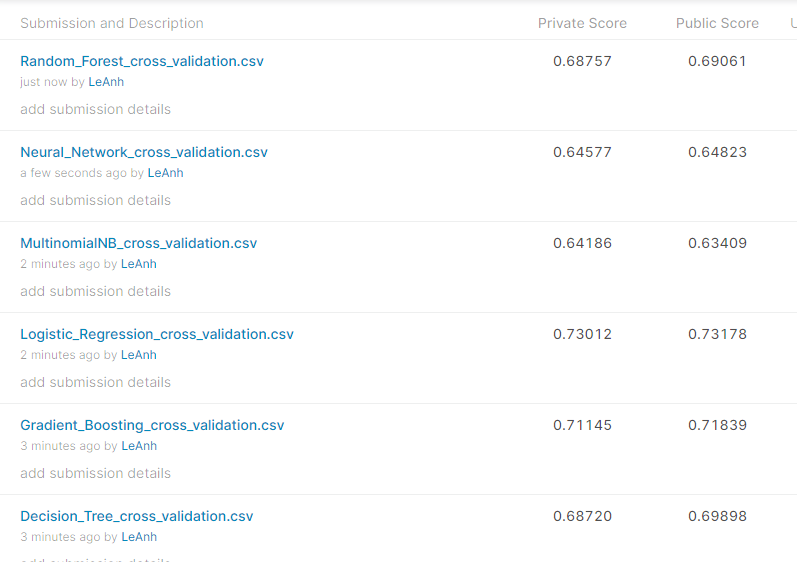 Submission and Description Private Score Public Score
Random_Forest_cross_validation.csv 0.68757 0.69061
just now by LeAnh
add submission details
Neural_Network_cross_validation.csv 0.64577 0.64823
a few seconds ago by LeAnh
add submission details
MultinomialNB_cross_validation.csv 0.64186 0.63409
2 minutes ago by LeAnh
add submission details
Logistic_Regression_cross_validation.csv 0.73012 0.73178
2 minutes ago by LeAnh
add submission details
Gradient_Boosting_cross_validation.csv 0.71145 0.71839
3 minutes ago by LeAnh
add submission details
Decision_Tree_cross_validation.csv 0.68720 0.69898
3 minutes ago by LeAnh